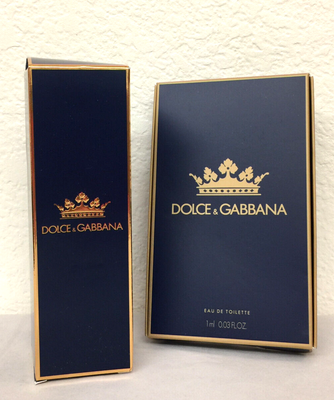 DOLCE & GABBANA
DOLCE & GABBANA
EAU DE TOILETTE
1ml 0.03 FL.OZ.